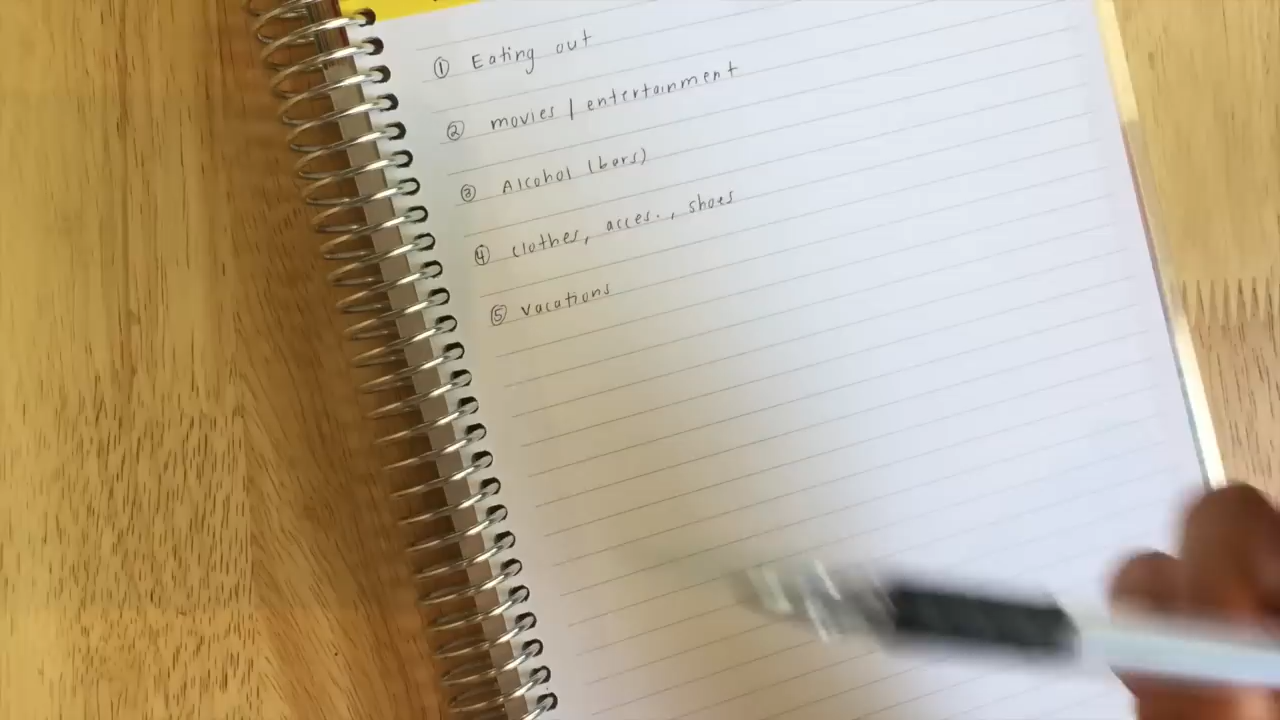 ① Eating out
② movies / entertainment
③ Alcohol (bars)
④ clothes, acces., shoes
⑤ vacations